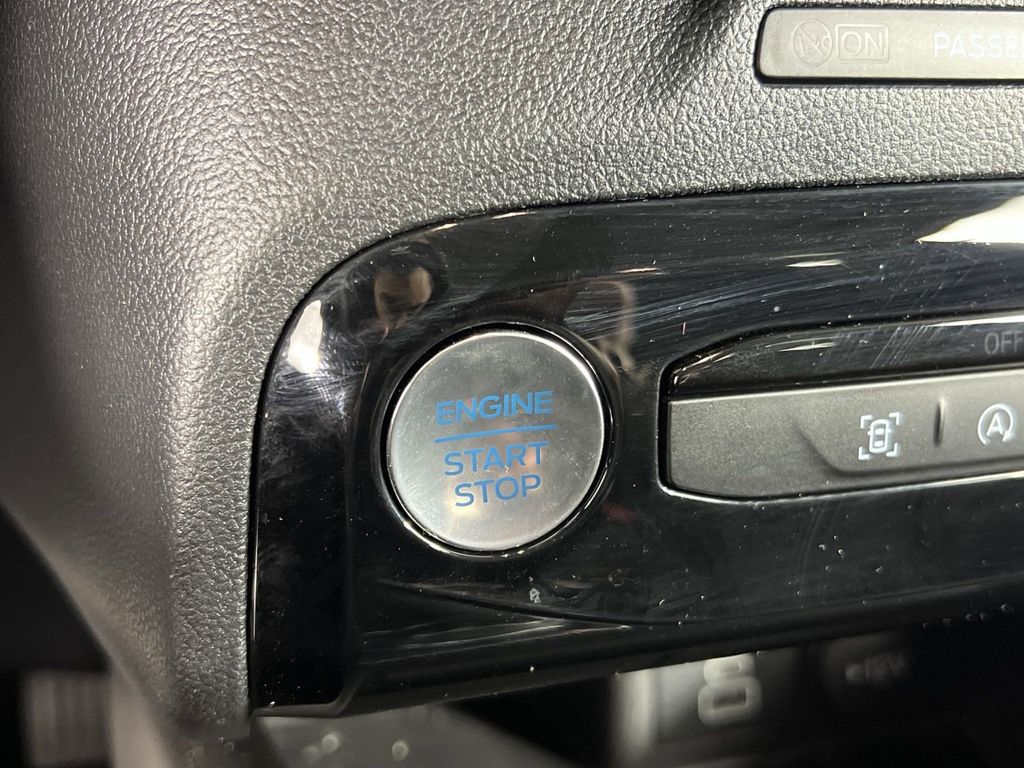 ON PASSE
OFF
ENGINE
START
STOP
A